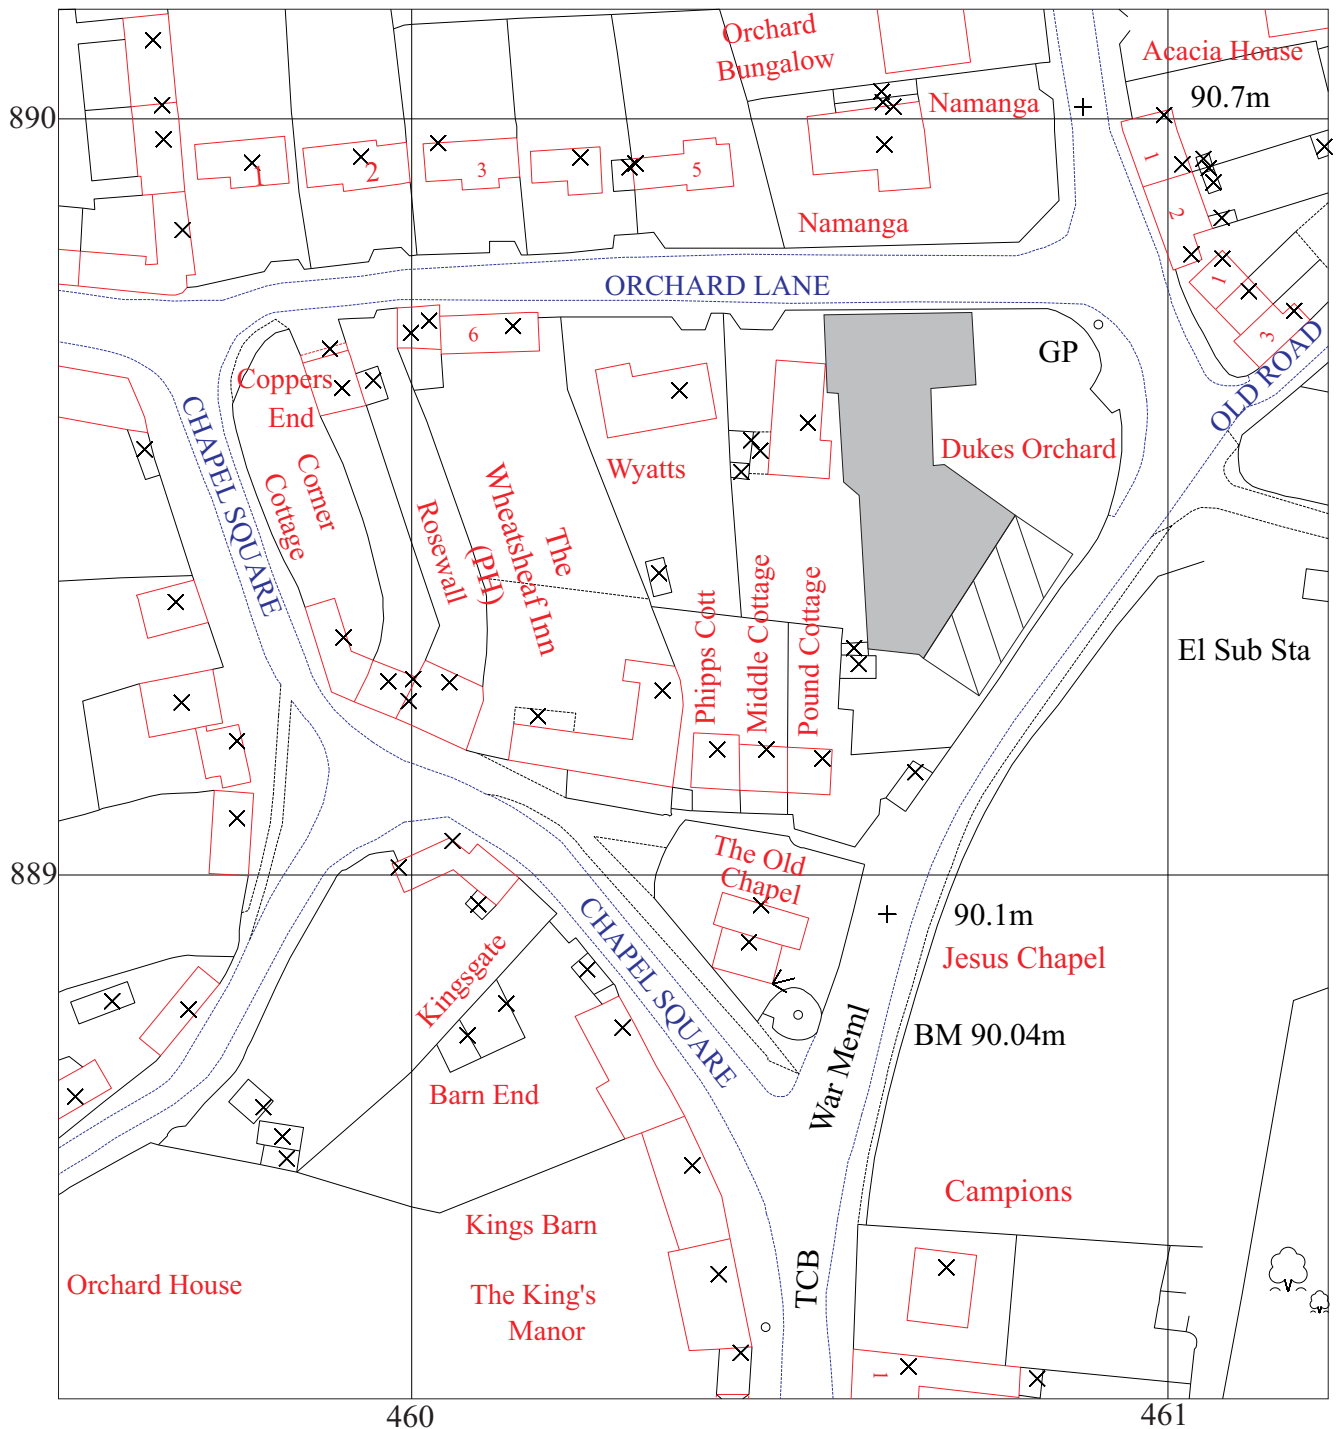 Orchard
Bungalow
Acacia House
90.7m
890
Namanga
1
2
3
5
1
2
Namanga
1
3
ORCHARD LANE
6
GP
OLD ROAD
Coppers
End
CHAPEL SQUARE
Corner
Cottage
Rosewall
The
Wheatsheaf Inn
(PH)
Wyatts
Dukes Orchard
Phipps Cott
Middle Cottage
Pound Cottage
El Sub Sta
889
The Old
Chapel
90.1m
Jesus Chapel
CHAPEL SQUARE
Kingsgate
BM 90.04m
War Meml
Barn End
Campions
Kings Barn
Orchard House
The King's
Manor
TCB
1
460
461